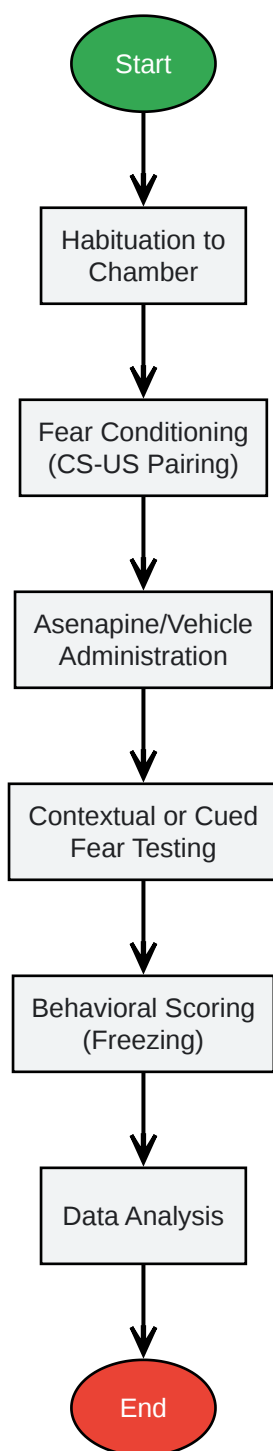 Start
Habituation to
Chamber
Fear Conditioning
(CS-US Pairing)
Asenapine/Vehicle
Administration
Contextual or Cued
Fear Testing
Behavioral Scoring
(Freezing)
Data Analysis
End